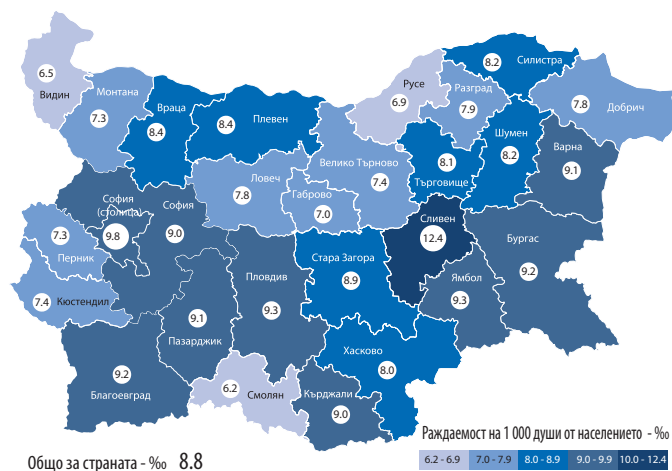 8.2
Силистра
6.5
Видин
Монтана
7.3
Враца
8.4
8.4
Плевен
Русе
6.9
Разград
7.9
7.8
Добрич
Шумен
8.2
Варна
9.1
Велико Търново
7.4
8.1
Търговище
Ловеч
7.8
Габрово
7.0
София
(столица)
9.8
София
9.0
Сливен
12.4
7.3
Перник
Бургас
9.2
Стара Загора
8.9
Пловдив
9.3
Ямбол
9.3
7.4
Кюстендил
9.1
Пазарджик
Хасково
8.0
9.2
Благоевград
6.2
Смолян
Кърджали
9.0
Раждаемост на 1 000 души от населението - ‰
6.2 - 6.9 7.0 - 7.9 8.0 - 8.9 9.0 - 9.9 10.0 - 12.4
Общо за страната - ‰ 8.8